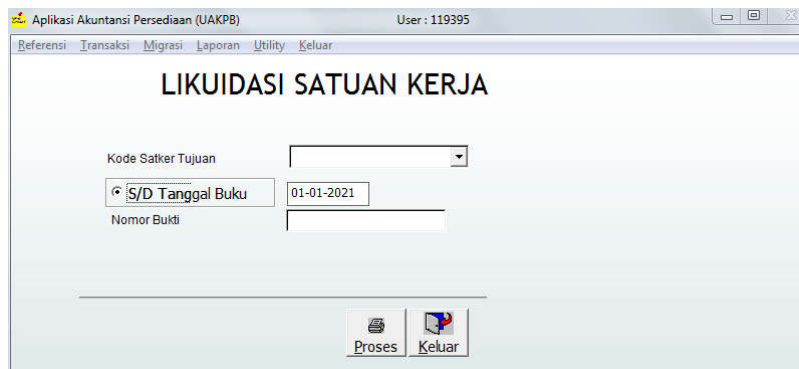 Aplikasi Akuntansi Persediaan (UAKPB) User : 119395
Referensi Transaksi Migrasi Laporan Utility Keluar
LIKUIDASI SATUAN KERJA
Kode Satker Tujuan
S/D Tanggal Buku 01-01-2021
Nomor Bukti
Proses Keluar